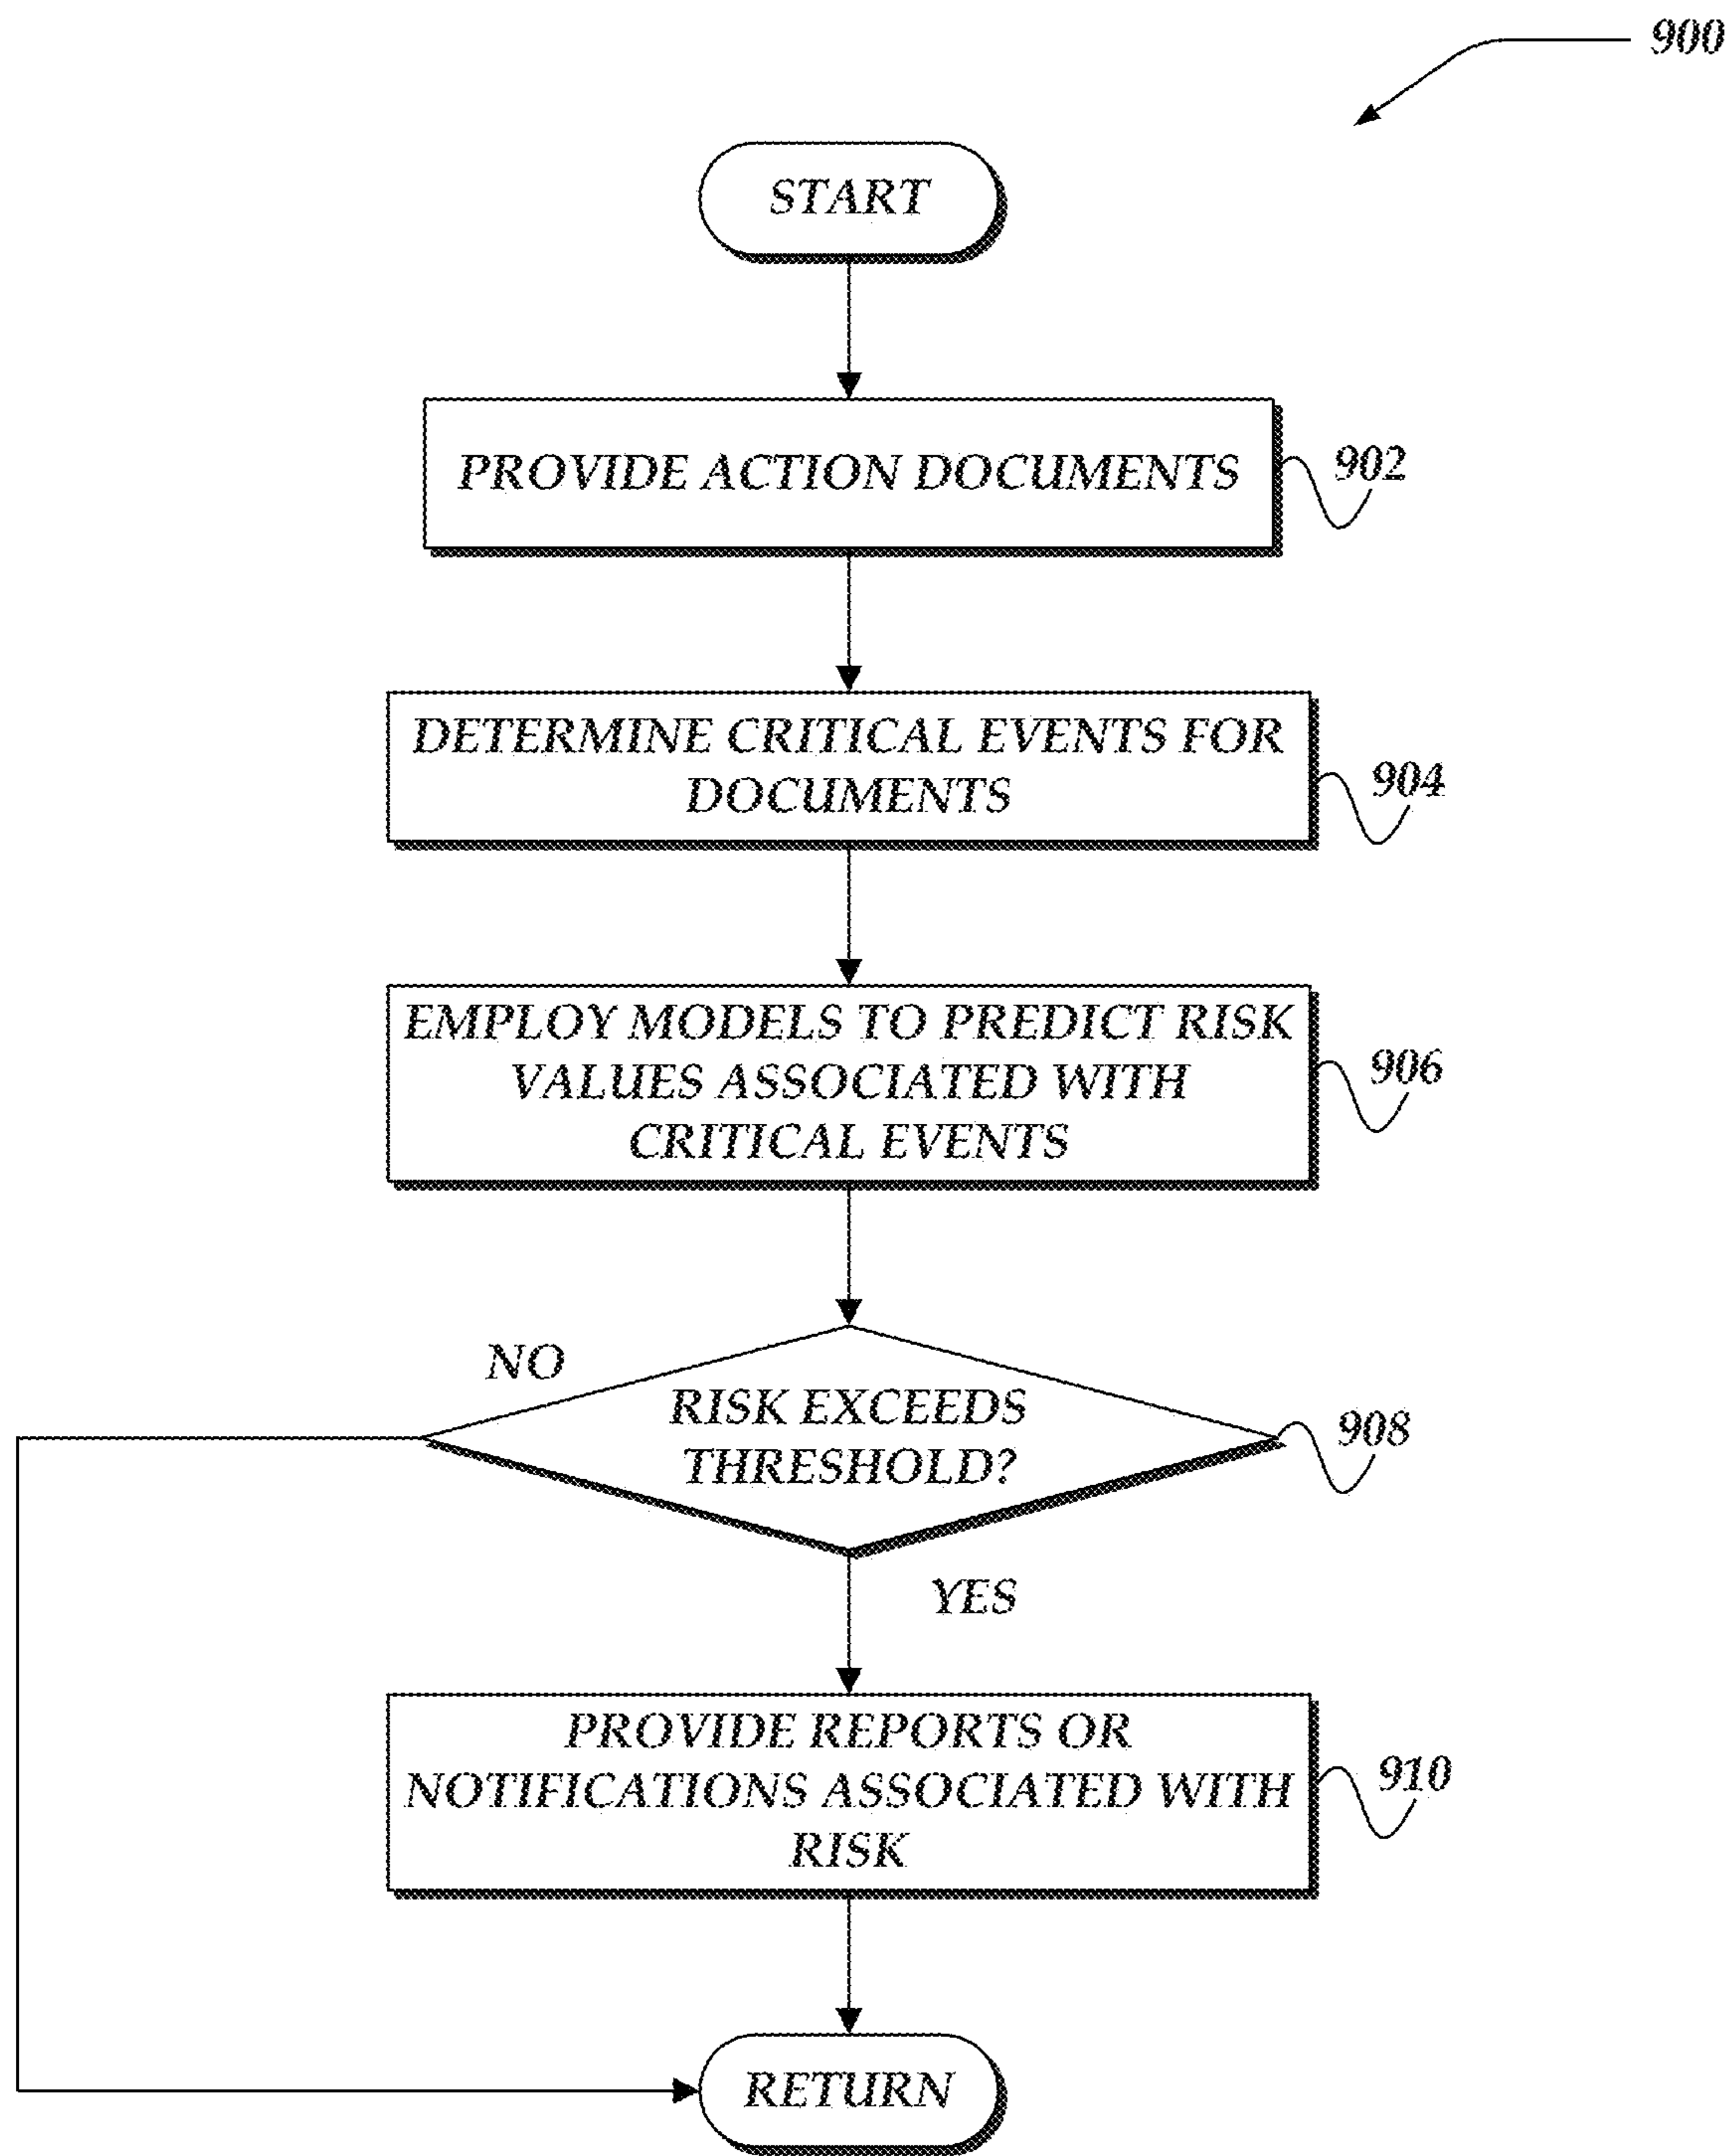 900
START
PROVIDE ACTION DOCUMENTS
902
DETERMINE CRITICAL EVENTS FOR
DOCUMENTS
904
EMPLOY MODELS TO PREDICT RISK
VALUES ASSOCIATED WITH
CRITICAL EVENTS
906
NO
RISK EXCEEDS
THRESHOLD?
908
YES
PROVIDE REPORTS OR
NOTIFICATIONS ASSOCIATED WITH
RISK
910
RETURN